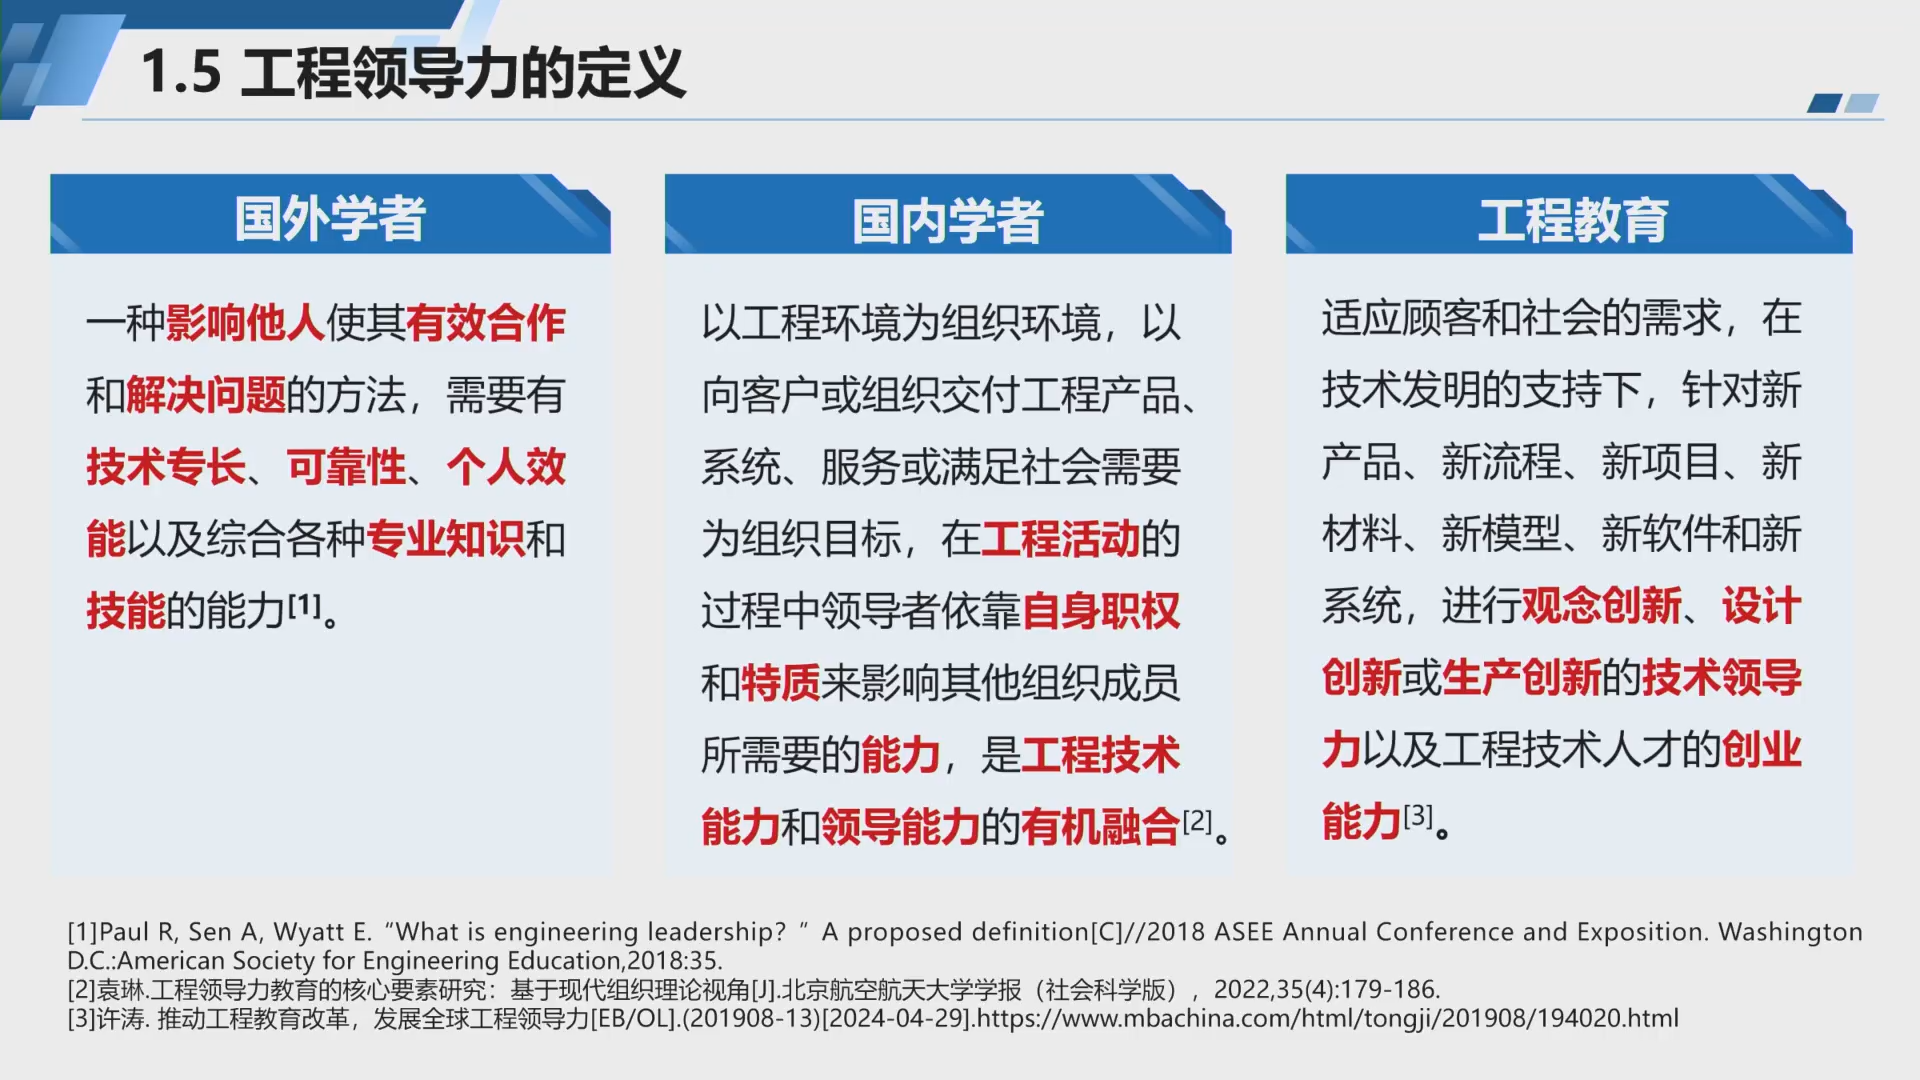 1.5 工程领导力的定义
国外学者
一种影响他人使其有效合作
和解决问题的方法，需要有
技术专长、可靠性、个人效
能以及综合各种专业知识和
技能的能力[1]。
国内学者
以工程环境为组织环境，以
向客户或组织交付工程产品、
系统、服务或满足社会需要
为组织目标，在工程活动的
过程中领导者依靠自身职权
和特质来影响其他组织成员
所需要的能力，是工程技术
能力和领导能力的有机融合[2]。
工程教育
适应顾客和社会的需求，在
技术发明的支持下，针对新
产品、新流程、新项目、新
材料、新模型、新软件和新
系统，进行观念创新、设计
创新或生产创新的技术领导
力以及工程技术人才的创业
能力[3]。
[1]Paul R, Sen A, Wyatt E.“What is engineering leadership？”A proposed definition[C]//2018 ASEE Annual Conference and Exposition. Washington
D.C.:American Society for Engineering Education,2018:35.
[2]袁琳.工程领导力教育的核心要素研究：基于现代组织理论视角[J].北京航空航天大学学报（社会科学版），2022,35(4):179-186.
[3]许涛. 推动工程教育改革，发展全球工程领导力[EB/OL].(201908-13)[2024-04-29].https://www.mbachina.com/html/tongji/201908/194020.html